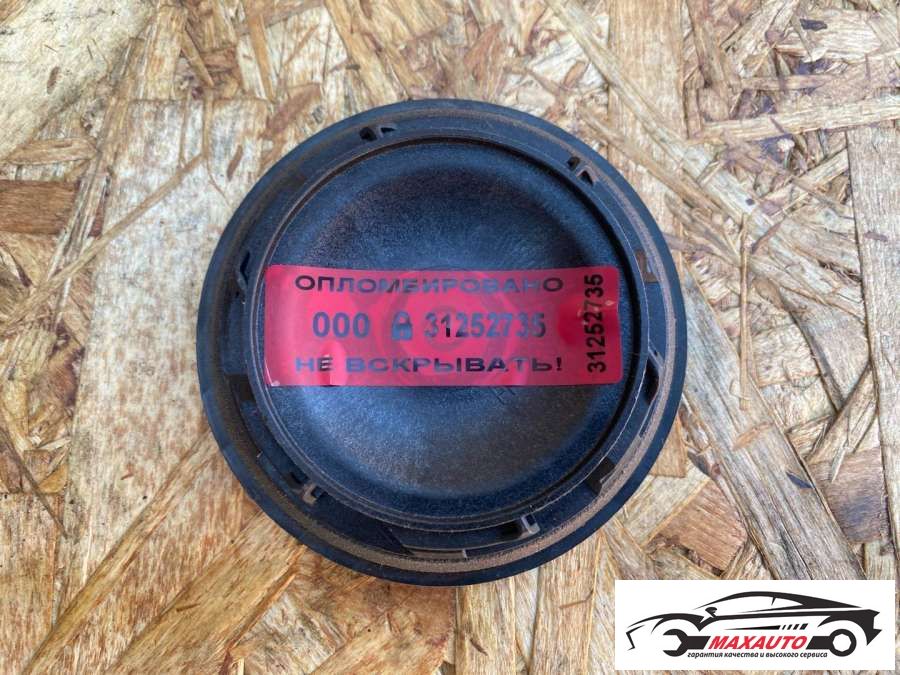 ОПЛОМБИРОВАНО
000 31252735
НЕ ВСКРЫВАТЬ!
31252735
MAXAUTO
гарантия качества и высокого сервиса